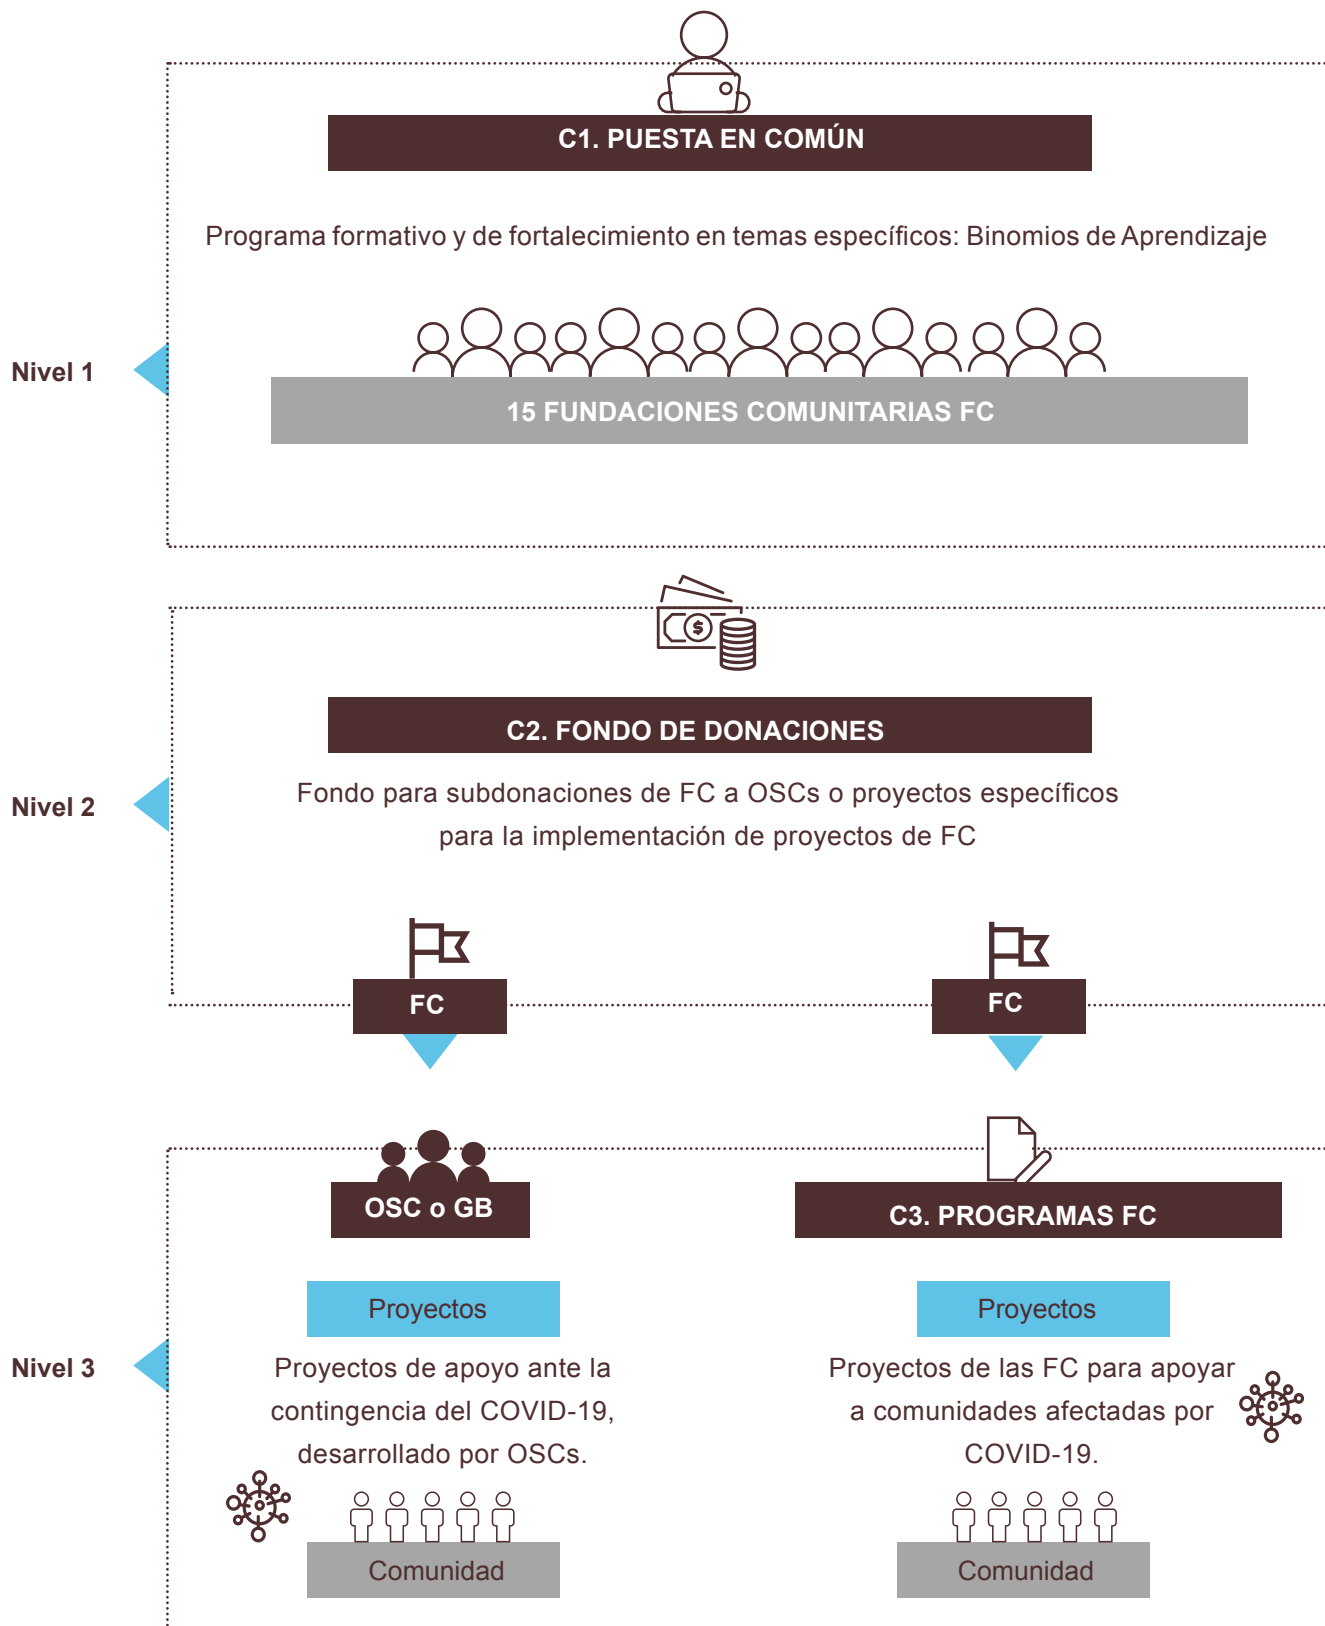 C1. PUESTA EN COMÚN
Programa formativo y de fortalecimiento en temas específicos: Binomios de Aprendizaje
Nivel 1
15 FUNDACIONES COMUNITARIAS FC
$
C2. FONDO DE DONACIONES
Nivel 2
Fondo para subdonaciones de FC a OSCs o proyectos específicos
para la implementación de proyectos de FC
FC
FC
OSC o GB
C3. PROGRAMAS FC
Nivel 3
Proyectos
Proyectos de apoyo ante la
contingencia del COVID-19,
desarrollado por OSCs.
Comunidad
Proyectos
Proyectos de las FC para apoyar
a comunidades afectadas por
COVID-19.
Comunidad